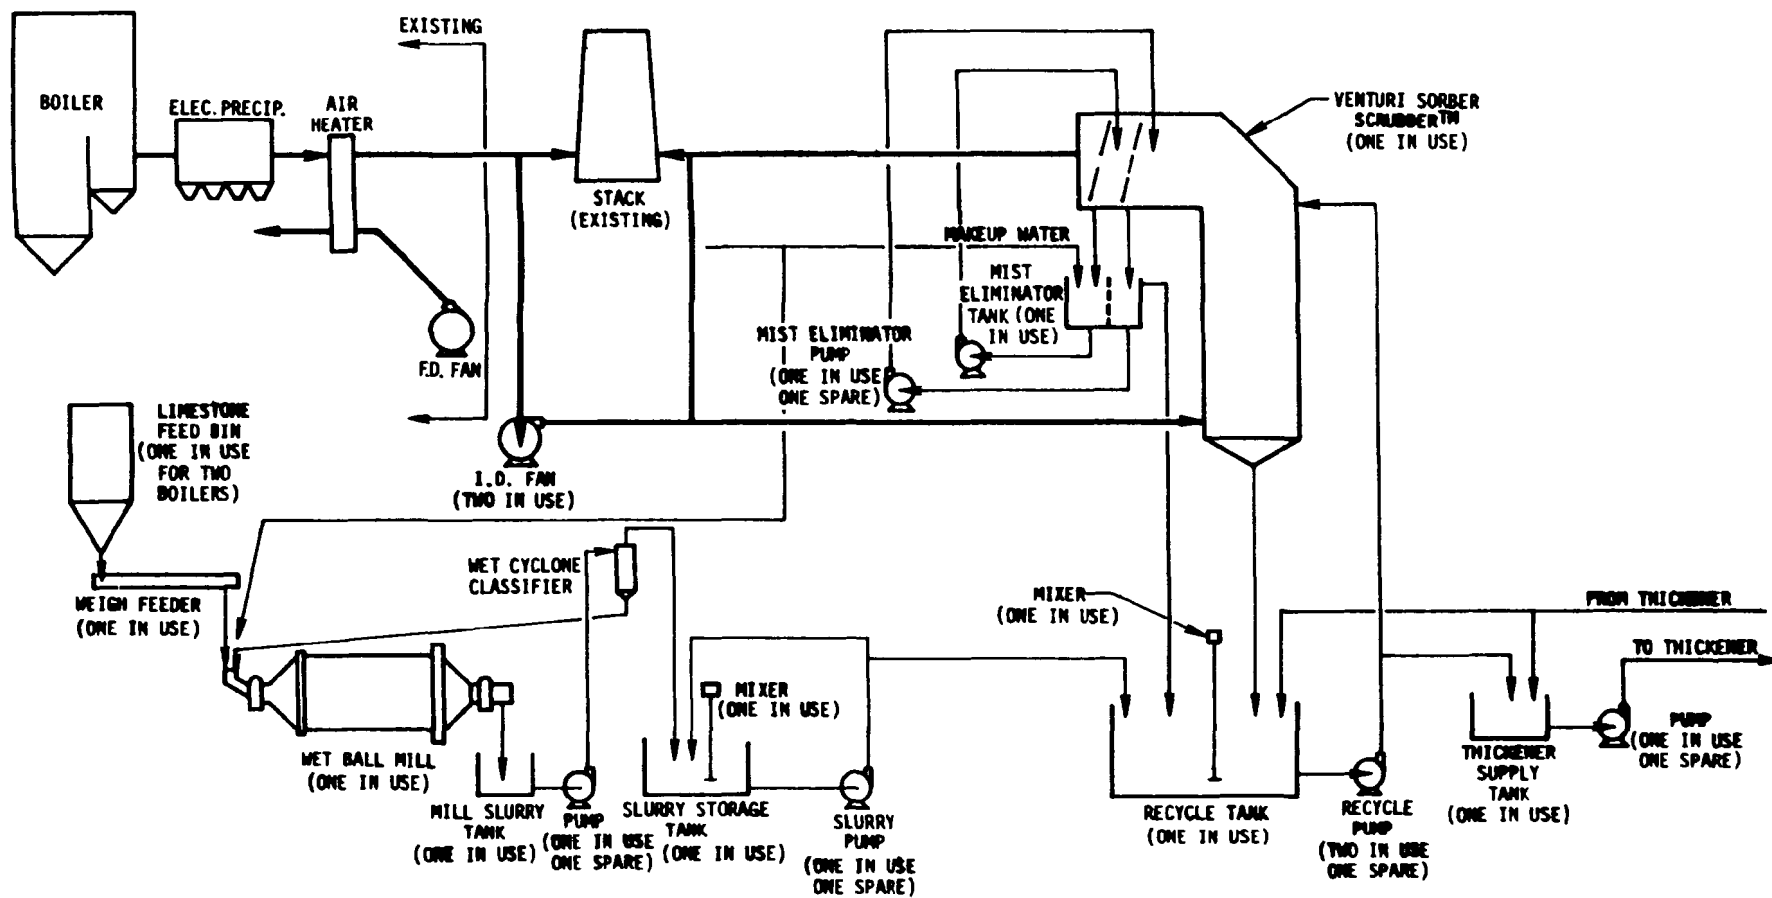 EXISTING
BOILER
ELEC. PRECIP.
AIR
HEATER
STACK
(EXISTING)
VENTURI SORBER
SCRUBBER™
(ONE IN USE)
MAKEUP WATER
MIST
ELIMINATOR
TANK (ONE
IN USE)
MIST ELIMINATOR
PUMP
(ONE IN USE
ONE SPARE)
F.D. FAN
LIMESTONE
FEED BIN
(ONE IN USE
FOR TWO
BOILERS)
I.D. FAN
(TWO IN USE)
WET CYCLONE
CLASSIFIER
WEIGH FEEDER
(ONE IN USE)
MIXER
(ONE IN USE)
FROM THICKENER
TO THICKENER
MIXER
(ONE IN USE)
WET BALL MILL
(ONE IN USE)
MILL SLURRY
TANK
(ONE IN USE)
PUMP
(ONE IN USE
ONE SPARE)
SLURRY STORAGE
TANK
(ONE IN USE)
SLURRY
PUMP
(ONE IN USE
ONE SPARE)
RECYCLE TANK
(ONE IN USE)
RECYCLE
PUMP
(TWO IN USE
ONE SPARE)
THICKENER
SUPPLY
TANK
(ONE IN USE)
PUMP
(ONE IN USE
ONE SPARE)